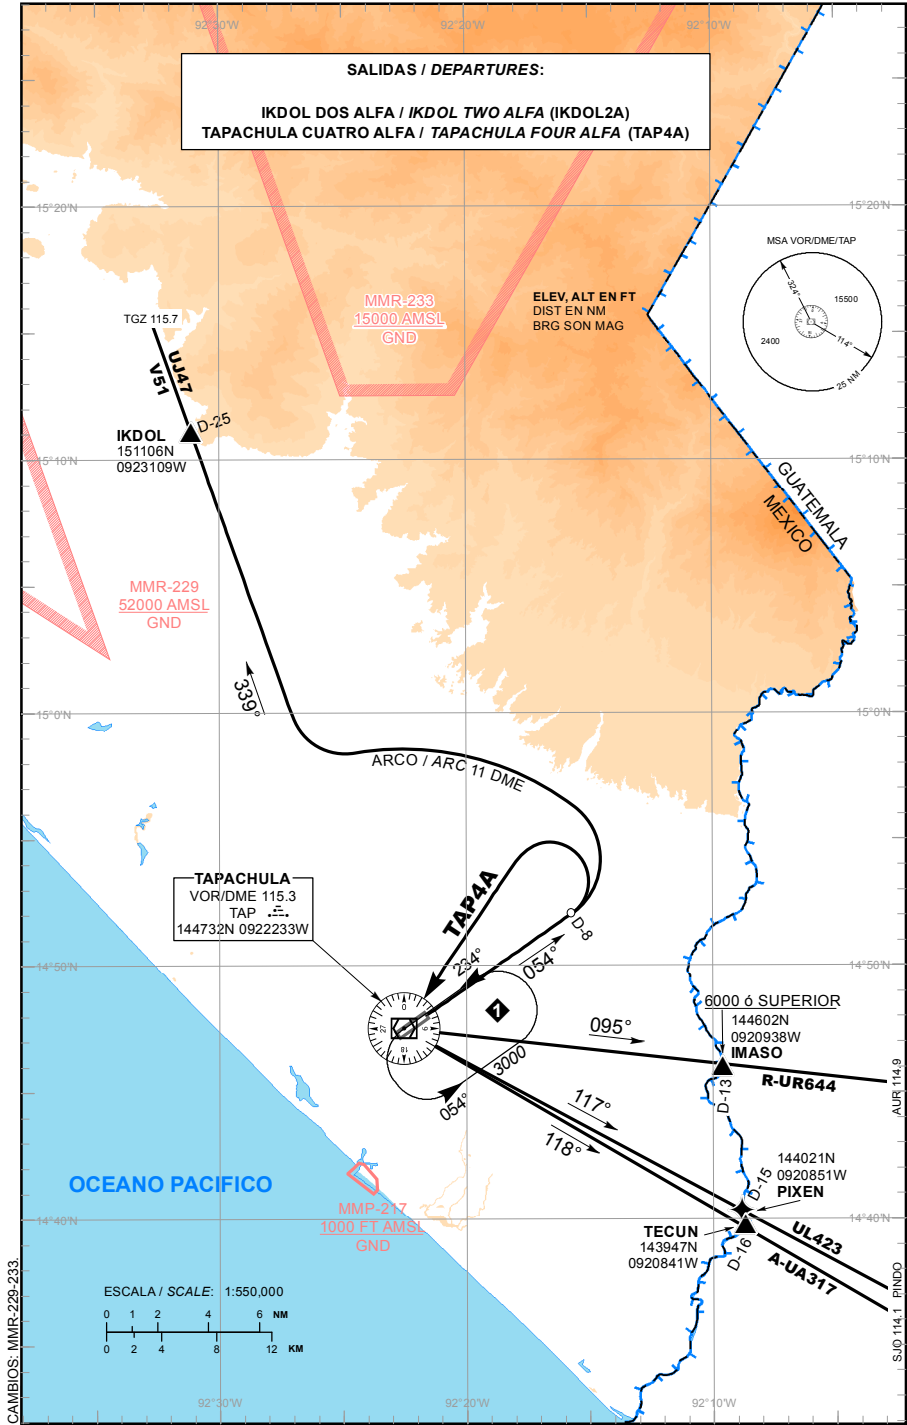 92°30'W
92°20'W
92°10'W
SALIDAS / DEPARTURES:
IKDOL DOS ALFA / IKDOL TWO ALFA (IKDOL2A)
TAPACHULA CUATRO ALFA / TAPACHULA FOUR ALFA (TAP4A)
15°20'N
15°20'N
MSA VOR/DME/TAP
324°
15500
2400
114°
25 NM
ELEV, ALT EN FT
DIST EN NM
BRG SON MAG
MMR-233
15000 AMSL
GND
TGZ 115.7
UJ47
V51
D-25
IKDOL
151106N
0923109W
15°10'N
15°10'N
GUATEMALA
MEXICO
MMR-229
52000 AMSL
GND
339°
15°0'N
15°0'N
ARCO / ARC 11 DME
TAPACHULA
VOR/DME 115.3
TAP
144732N 0922233W
TAP4A
D-8
234°
054°
14°50'N
14°50'N
1
0
9
18
27
3000
054°
095°
6000 ó SUPERIOR
144602N
0920938W
IMASO
D-13
R-UR644
AUR 114.9
117°
118°
144021N
0920851W
PIXEN
D-15
OCEANO PACIFICO
MMP-217
1000 FT AMSL
GND
14°40'N
14°40'N
TECUN
143947N
0920841W
D-16
UL423
A-UA317
PINDO
SJO 114.1
ESCALA / SCALE: 1:550,000
0 1 2 4 6 NM
0 2 4 8 12 KM
CAMBIOS: MMR-229-233.
92°30'W
92°20'W
92°10'W